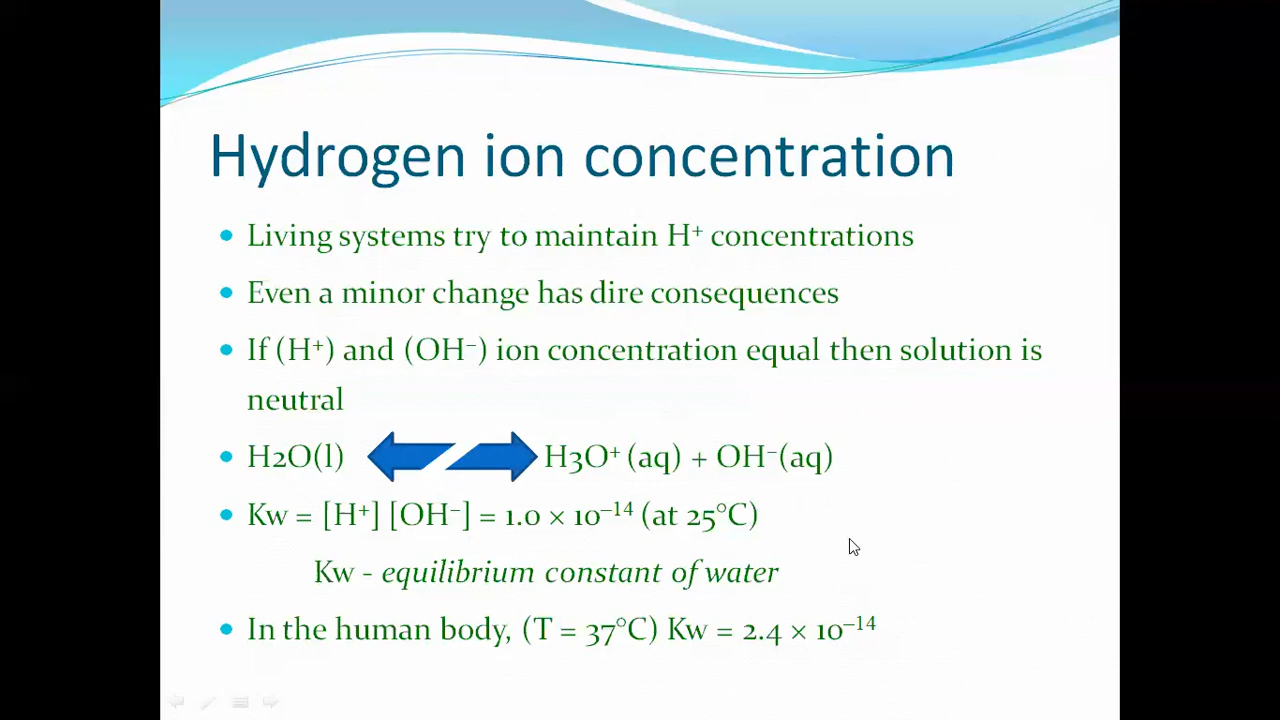 Hydrogen ion concentration
Living systems try to maintain H⁺ concentrations
Even a minor change has dire consequences
If (H⁺) and (OH⁻) ion concentration equal then solution is
neutral
H2O(l) H3O⁺ (aq) + OH⁻(aq)
Kw = [H⁺] [OH⁻] = 1.0 × 10⁻¹⁴ (at 25°C)
Kw - equilibrium constant of water
In the human body, (T = 37°C) Kw = 2.4 × 10⁻¹⁴